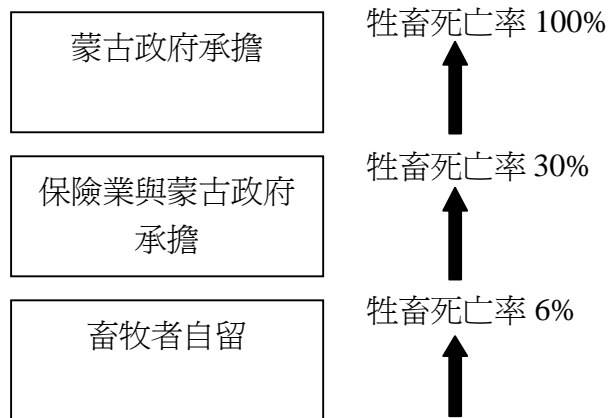 蒙古政府承擔
牲畜死亡率 100%
保險業與蒙古政府
承擔
牲畜死亡率 30%
畜牧者自留
牲畜死亡率 6%